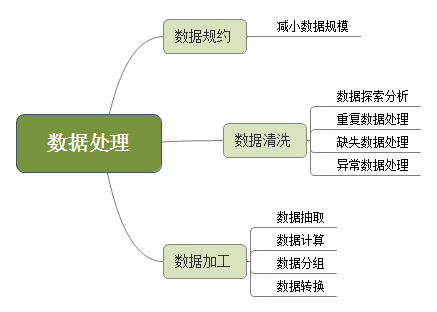 数据处理
数据规约
减小数据规模
数据清洗
数据探索分析
重复数据处理
缺失数据处理
异常数据处理
数据加工
数据抽取
数据计算
数据分组
数据转换